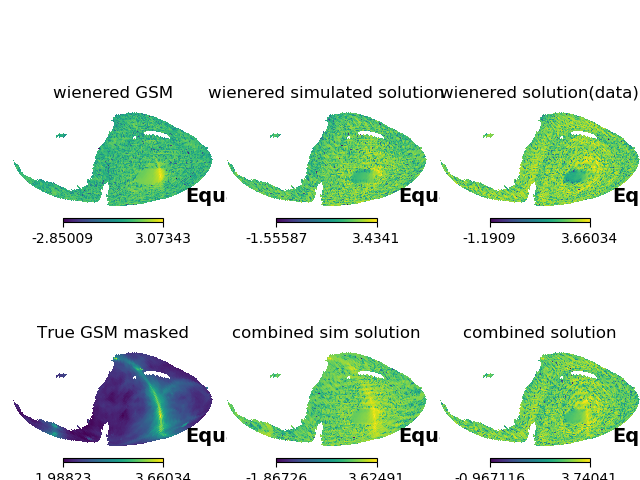 wienered GSM
wienered simulated solution
wienered solution(data)
Equ
Equ
Eq
-2.85009 3.07343
-1.55587 3.4341
-1.1909 3.66034
True GSM masked
combined sim solution
combined solution
Equ
Equ
Eq
1.98823 3.66034
-1.86726 3.62491
-0.967116 3.74041